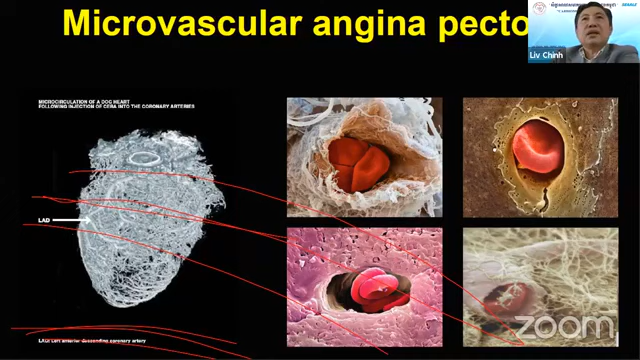 Microvascular angina pecto
Liv Chinh
MICROCIRCULATION OF A DOG HEART
FOLLOWING INJECTION OF CERA INTO THE CORONARY ARTERIES
LAD
LAD: Left anterior descending coronary artery
zoom